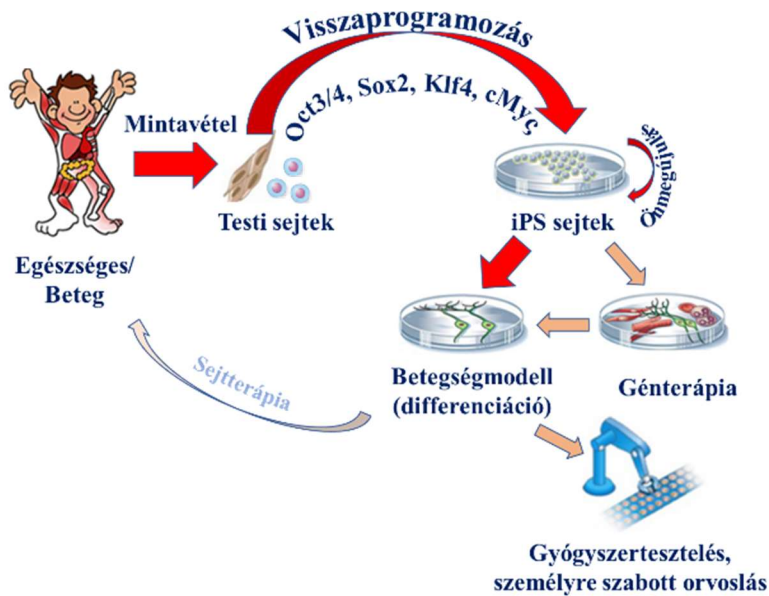 Visszaprogramozás
Oct3/4, Sox2, Klf4, cMyc
Mintavétel
Önmegújulás
Testi sejtek
iPS sejtek
Egészséges/
Beteg
Sejtterápia
Betegségmodell
(differenciáció)
Génterápia
Gyógyszertesztelés,
személyre szabott orvoslás